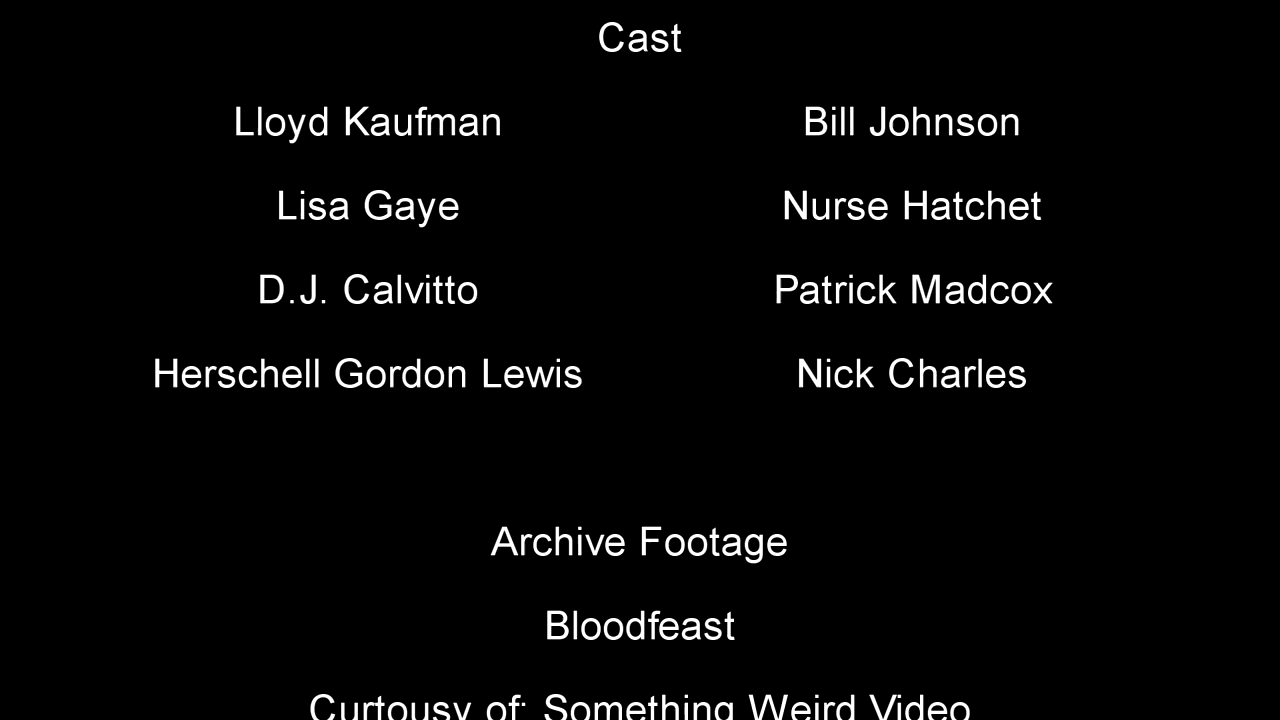 Cast
Lloyd Kaufman Bill Johnson
Lisa Gaye Nurse Hatchet
D.J. Calvitto Patrick Madcox
Herschell Gordon Lewis Nick Charles
Archive Footage
Bloodfeast
Curtousy of: Something Weird Video